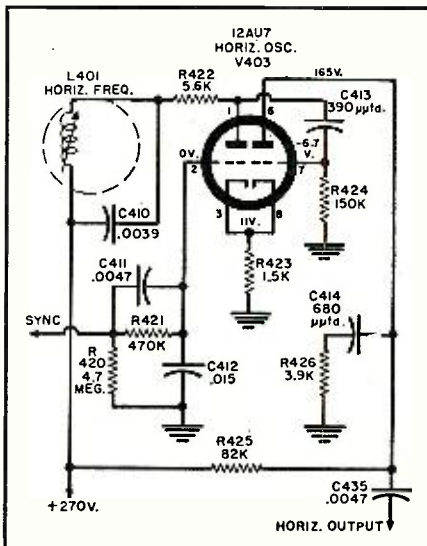 12AU7
HORIZ. OSC.
V403
L401
HORIZ. FREQ.
R422
5.6K
165V.
1
6
C413
390 µµfd.
0V.
2
-6.7
V.
7
C410
.0039
R424
150K
3
8
11V.
C411
.0047
R423
1.5K
C414
680
µµfd.
SYNC
R421
470K
R
420
4.7
MEG.
C412
.015
R426
3.9K
R425
82K
C435
.0047
+270V.
HORIZ. OUTPUT